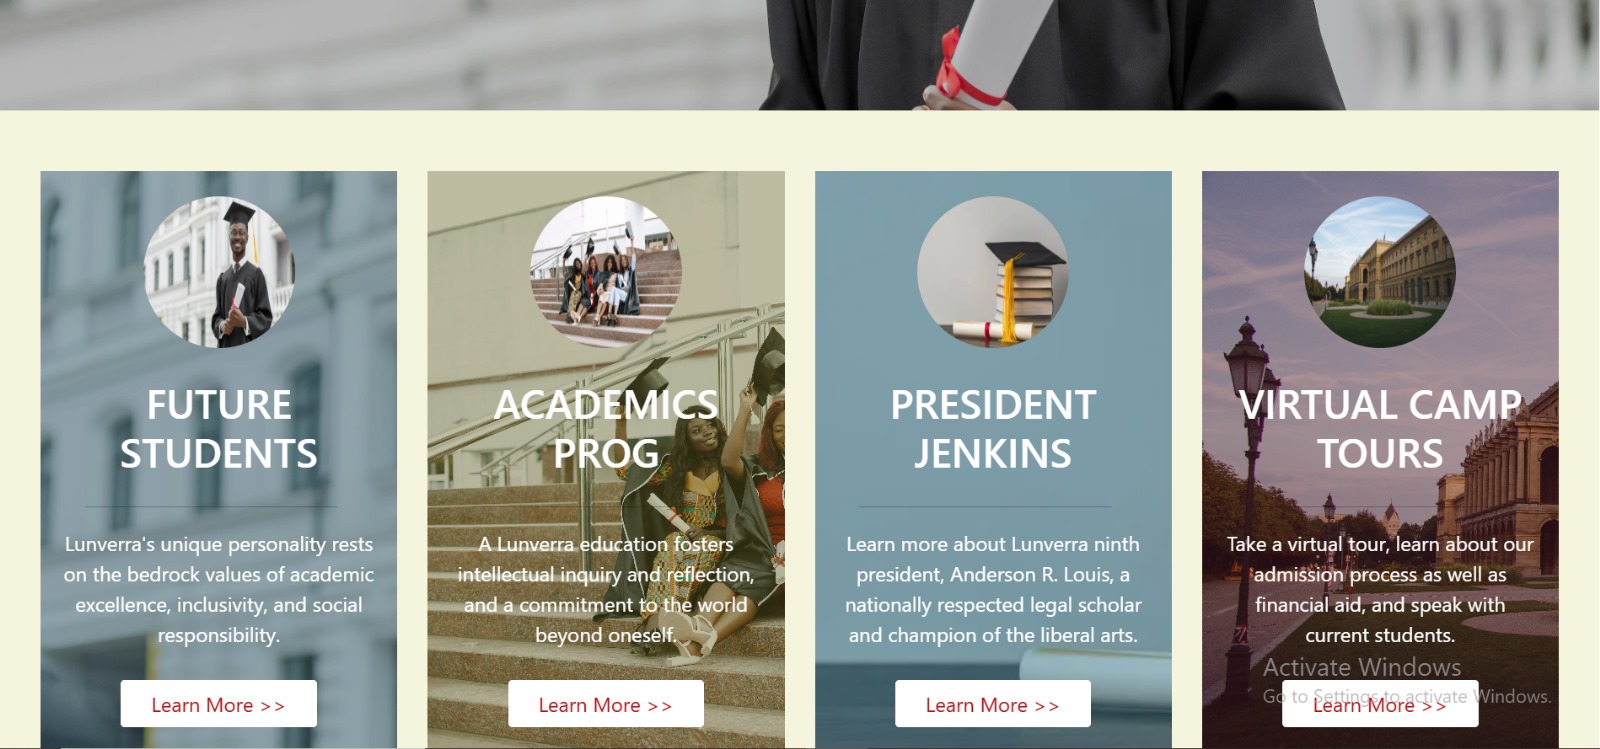 FUTURE
STUDENTS
Lunverra's unique personality rests
on the bedrock values of academic
excellence, inclusivity, and social
responsibility.
Learn More >>
ACADEMICS
PROG
A Lunverra education fosters
intellectual inquiry and reflection,
and a commitment to the world
beyond oneself.
Learn More >>
PRESIDENT
JENKINS
Learn more about Lunverra ninth
president, Anderson R. Louis, a
nationally respected legal scholar
and champion of the liberal arts.
Learn More >>
VIRTUAL CAMP
TOURS
Take a virtual tour, learn about our
admission process as well as
financial aid, and speak with
current students.
Learn More >>
Activate Windows
Go to Settings to activate Windows.